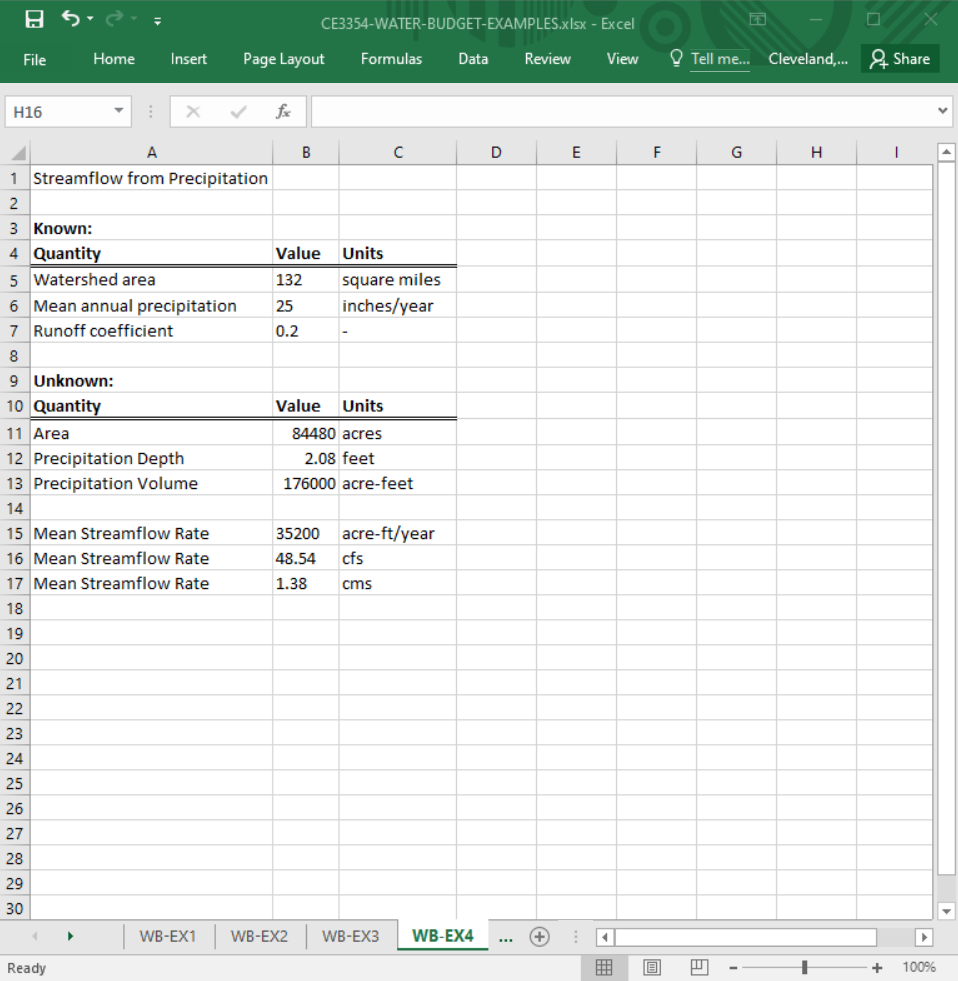 CE3354-WATER-BUDGET-EXAMPLES.xlsx - Excel
File Home Insert Page Layout Formulas Data Review View Tell me... Cleveland,... Share
H16 fx
A B C D E F G H I
1 Streamflow from Precipitation
2
3 Known:
4 Quantity Value Units
5 Watershed area 132 square miles
6 Mean annual precipitation 25 inches/year
7 Runoff coefficient 0.2 -
8
9 Unknown:
10 Quantity Value Units
11 Area 84480 acres
12 Precipitation Depth 2.08 feet
13 Precipitation Volume 176000 acre-feet
14
15 Mean Streamflow Rate 35200 acre-ft/year
16 Mean Streamflow Rate 48.54 cfs
17 Mean Streamflow Rate 1.38 cms
18
19
20
21
22
23
24
25
26
27
28
29
30
WB-EX1 WB-EX2 WB-EX3 WB-EX4 ...
Ready 100%